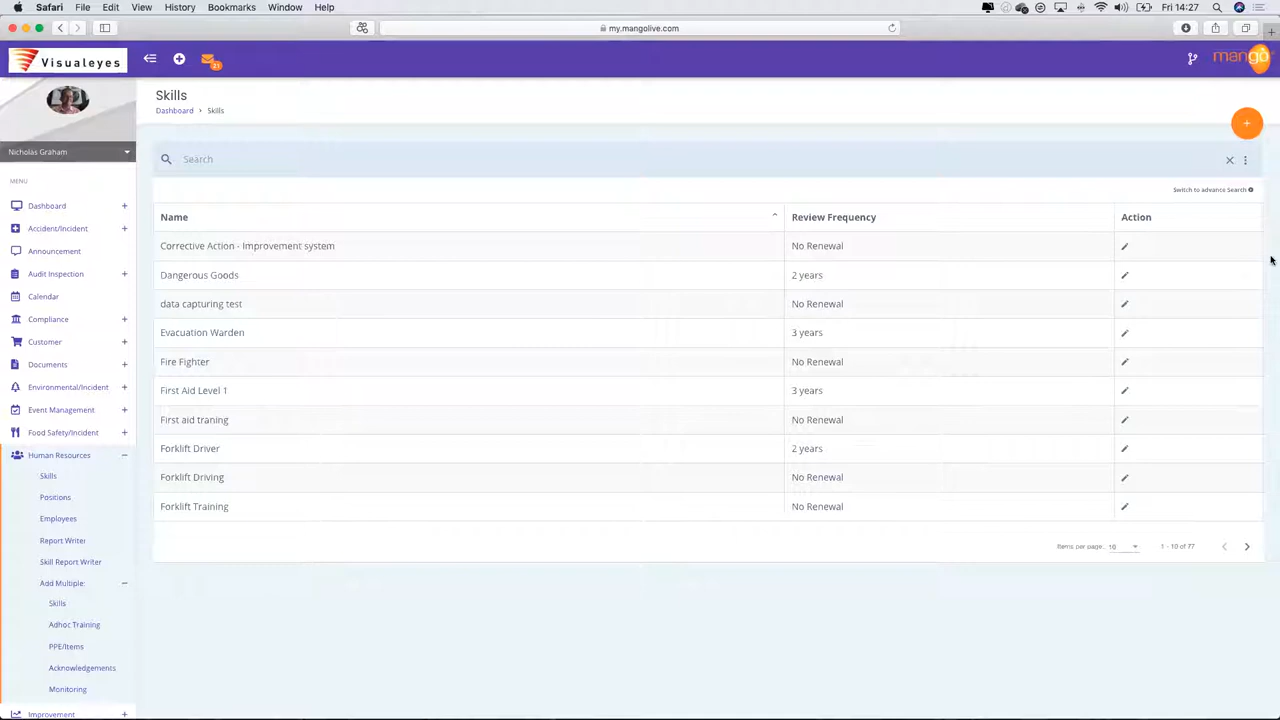 Safari File Edit View History Bookmarks Window Help Fri 14:27
my.mangolive.com
Visualeyes
21
mango
Skills
Dashboard > Skills
Nicholas Graham
Search
Switch to advance Search
MENU
Dashboard
Accident/Incident
Announcement
Audit Inspection
Calendar
Compliance
Customer
Documents
Environmental/Incident
Event Management
Food Safety/Incident
Human Resources
Skills
Positions
Employees
Report Writer
Skill Report Writer
Add Multiple:
Skills
Adhoc Training
PPE/Items
Acknowledgements
Monitoring
Improvement
Name Review Frequency Action
Corrective Action - Improvement system No Renewal
Dangerous Goods 2 years
data capturing test No Renewal
Evacuation Warden 3 years
Fire Fighter No Renewal
First Aid Level 1 3 years
First aid traning No Renewal
Forklift Driver 2 years
Forklift Driving No Renewal
Forklift Training No Renewal
Items per page: 10 1 - 10 of 77